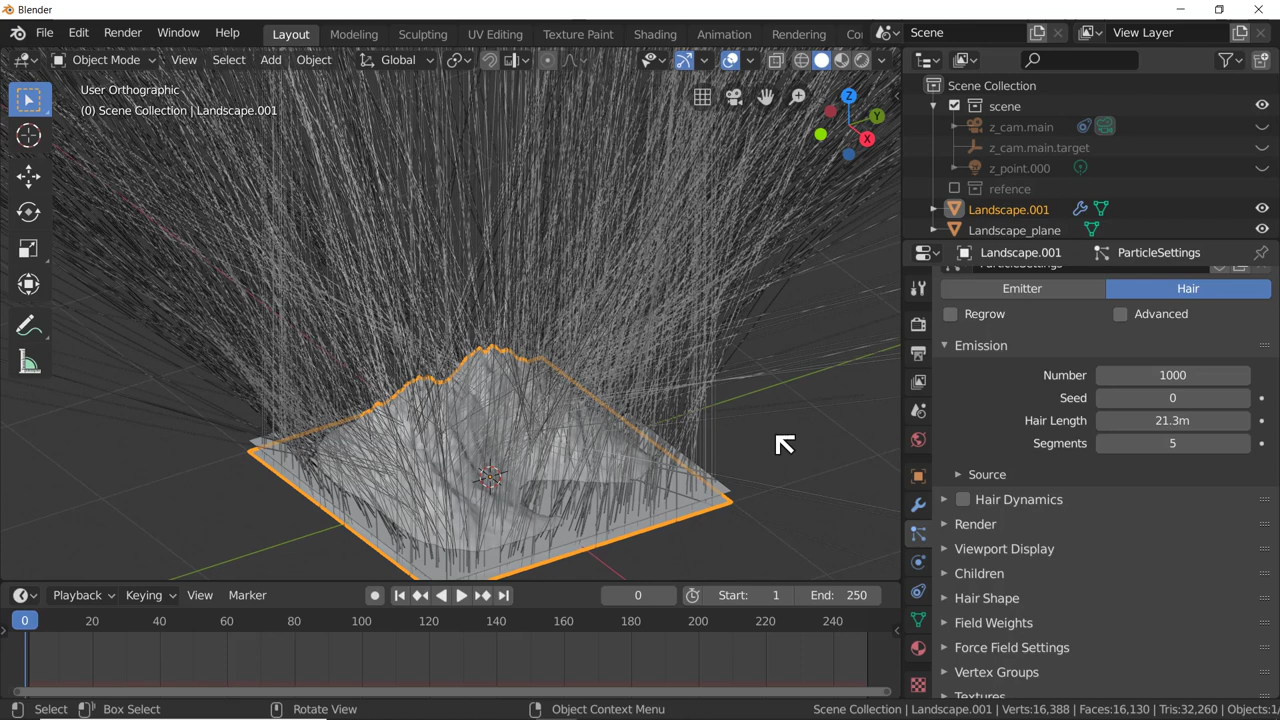 Blender
File Edit Render Window Help
Layout Modeling Sculpting UV Editing Texture Paint Shading Animation Rendering Co
Scene
View Layer
Object Mode View Select Add Object Global
User Orthographic
(0) Scene Collection | Landscape.001
Z
Y
X
Scene Collection
scene
z_cam.main
z_cam.main.target
z_point.000
refence
Landscape.001
Landscape_plane
Landscape.001 ParticleSettings
Emitter Hair
Regrow Advanced
Emission
Number 1000
Seed 0
Hair Length 21.3m
Segments 5
Source
Hair Dynamics
Render
Viewport Display
Children
Hair Shape
Field Weights
Force Field Settings
Vertex Groups
Textures
Playback Keying View Marker
0
Start: 1 End: 250
0 20 40 60 80 100 120 140 160 180 200 220 240
Select Box Select Rotate View Object Context Menu
Scene Collection | Landscape.001 | Verts:16,388 | Faces:16,130 | Tris:32,260 | Objects:1/